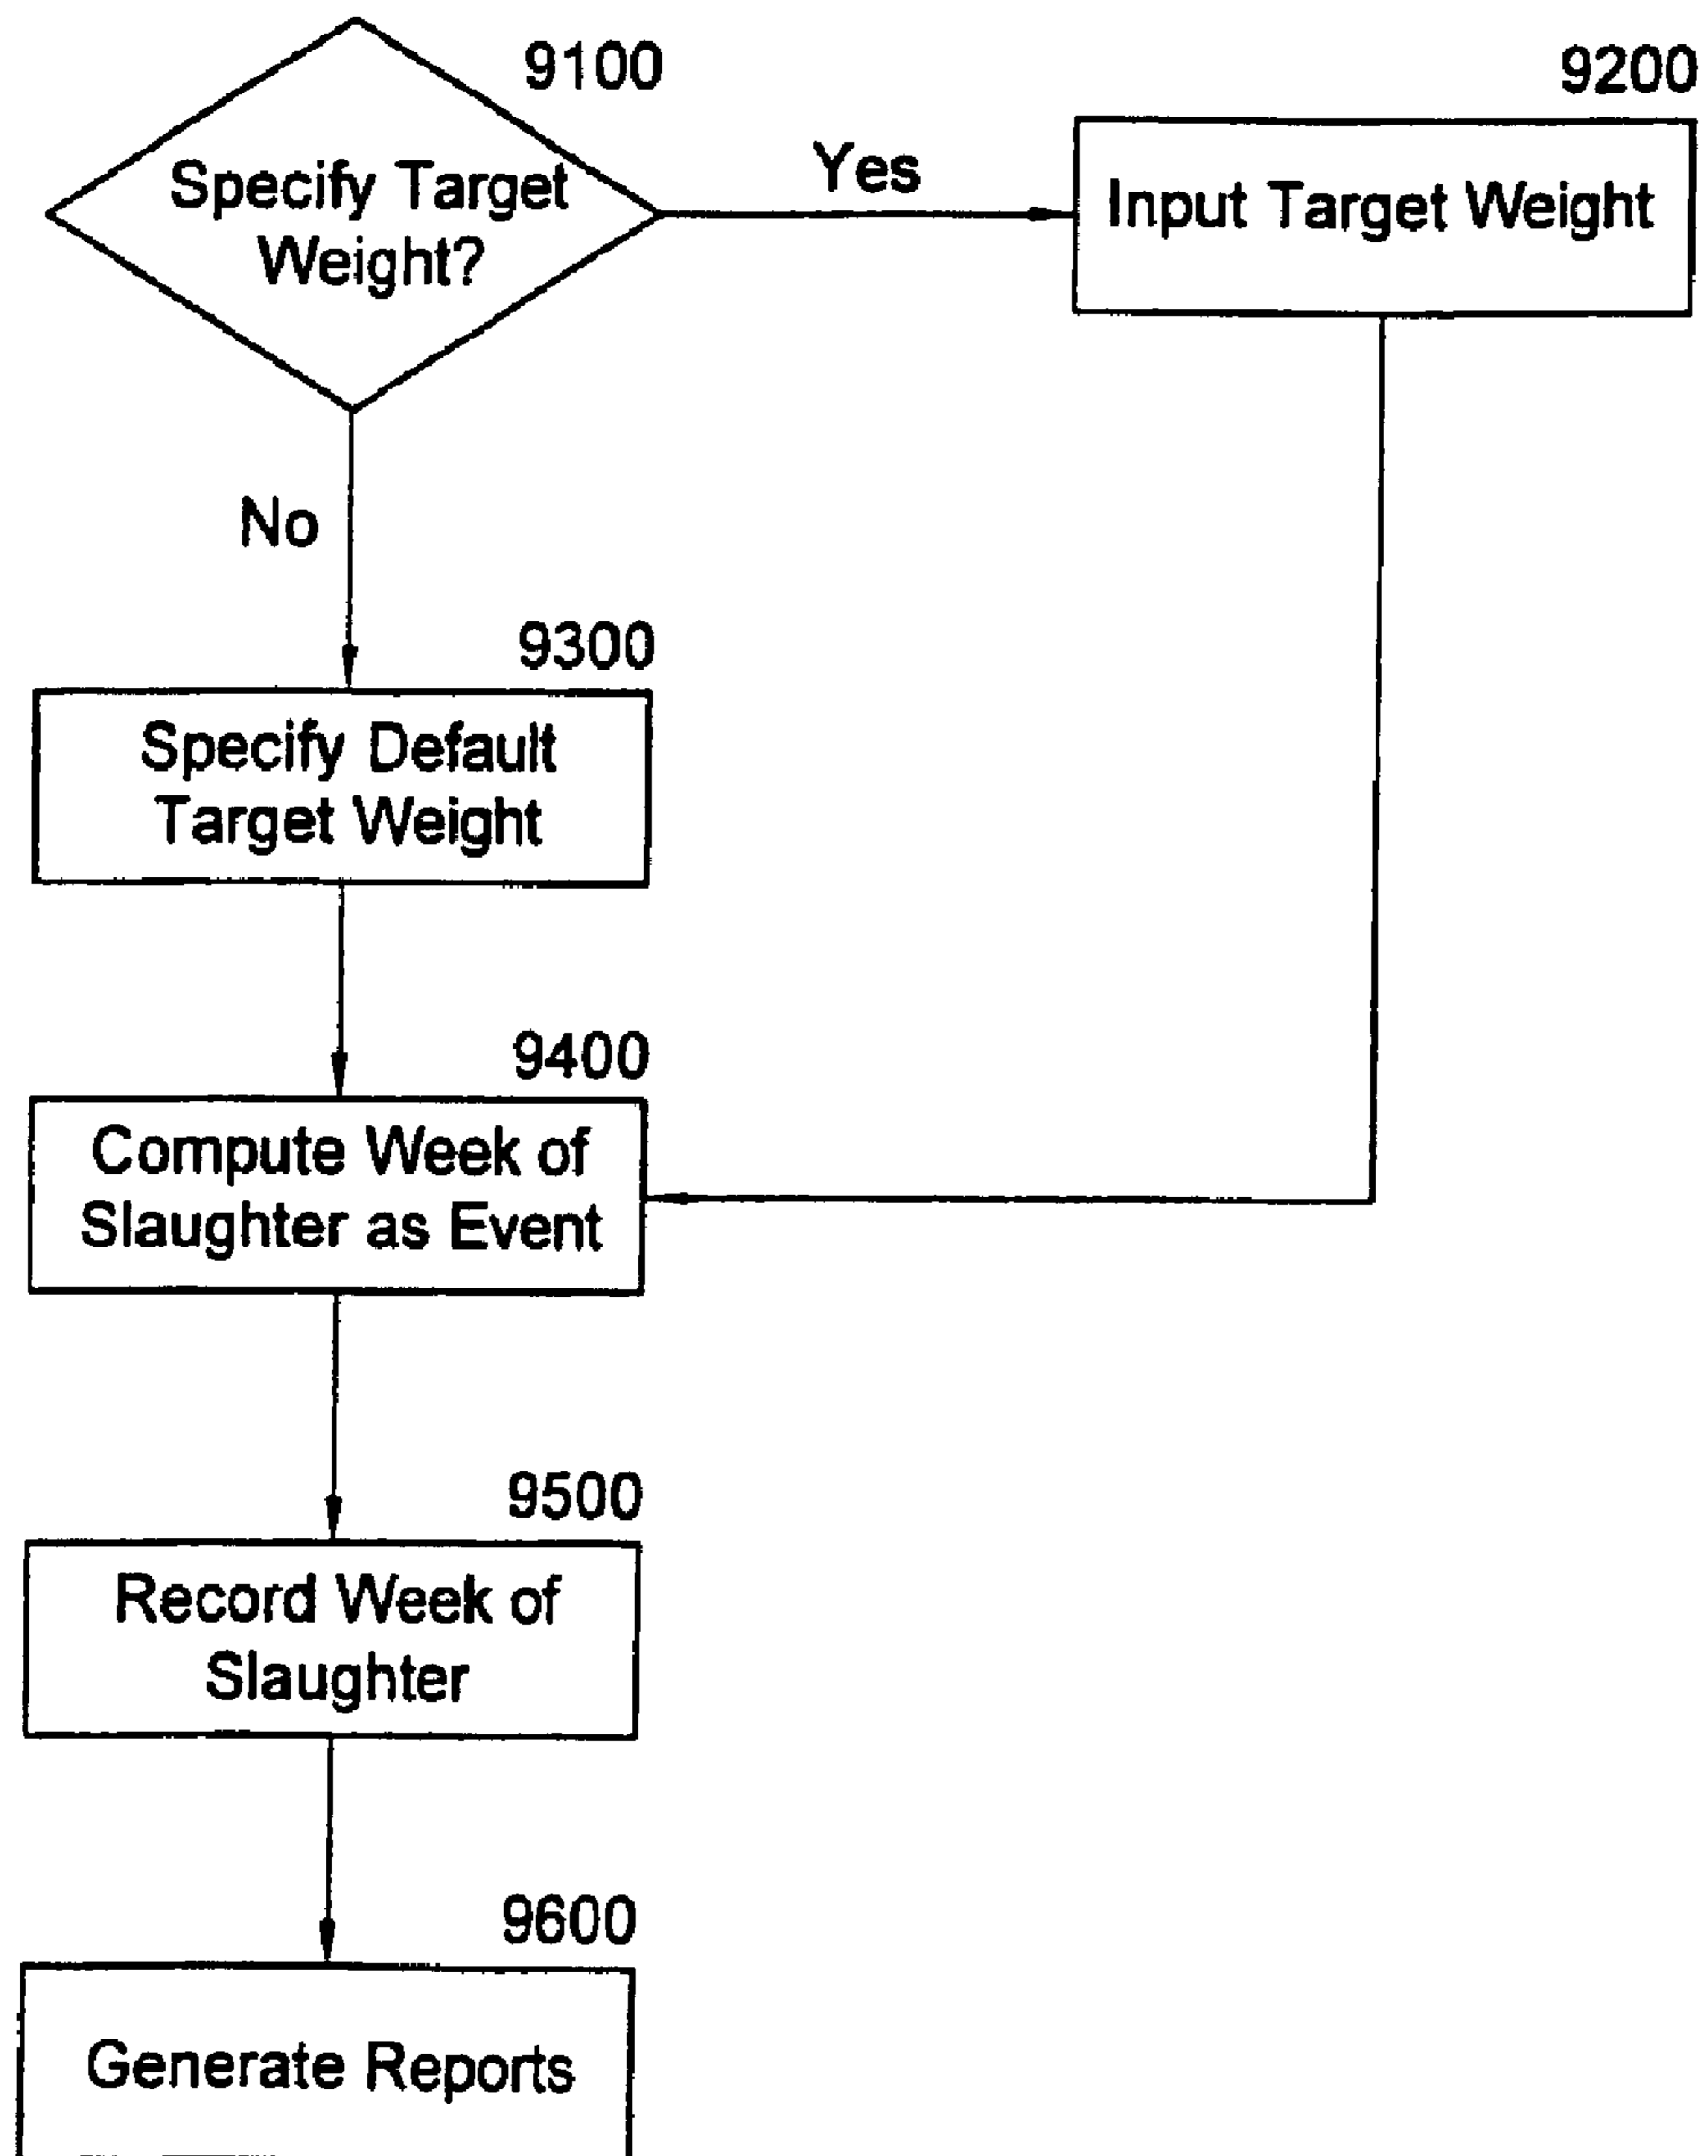 9100
Specify Target
Weight?
Yes
9200
Input Target Weight
No
9300
Specify Default
Target Weight
9400
Compute Week of
Slaughter as Event
9500
Record Week of
Slaughter
9600
Generate Reports